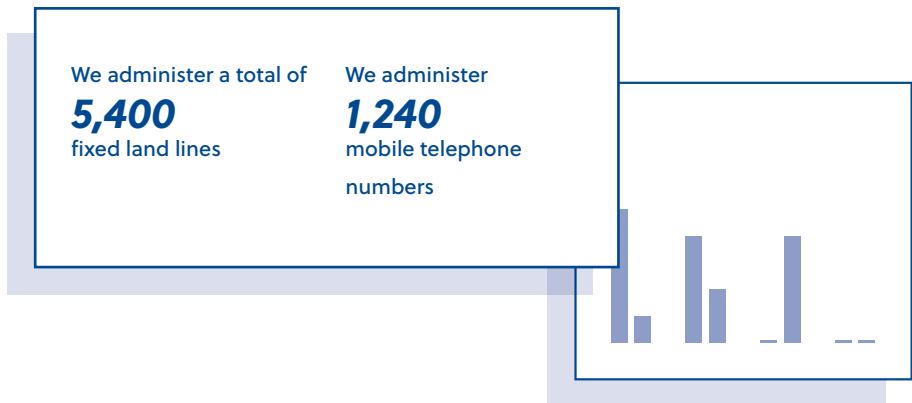 We administer a total of
5,400
fixed land lines
We administer
1,240
mobile telephone
numbers